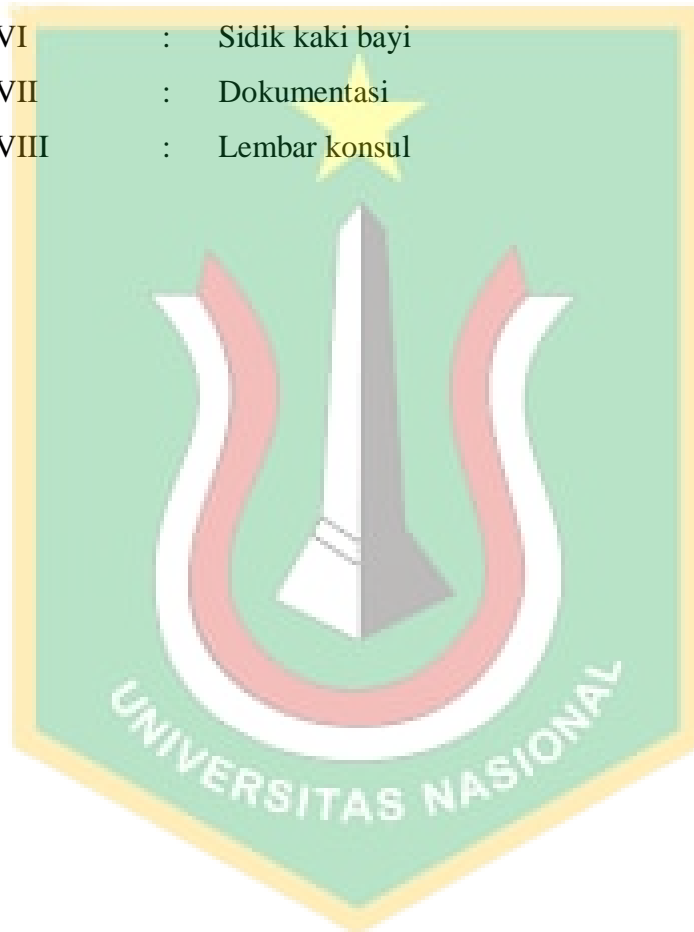 VI : Sidik kaki bayi
VII : Dokumentasi
VIII : Lembar konsul
UNIVERSITAS NASIONAL